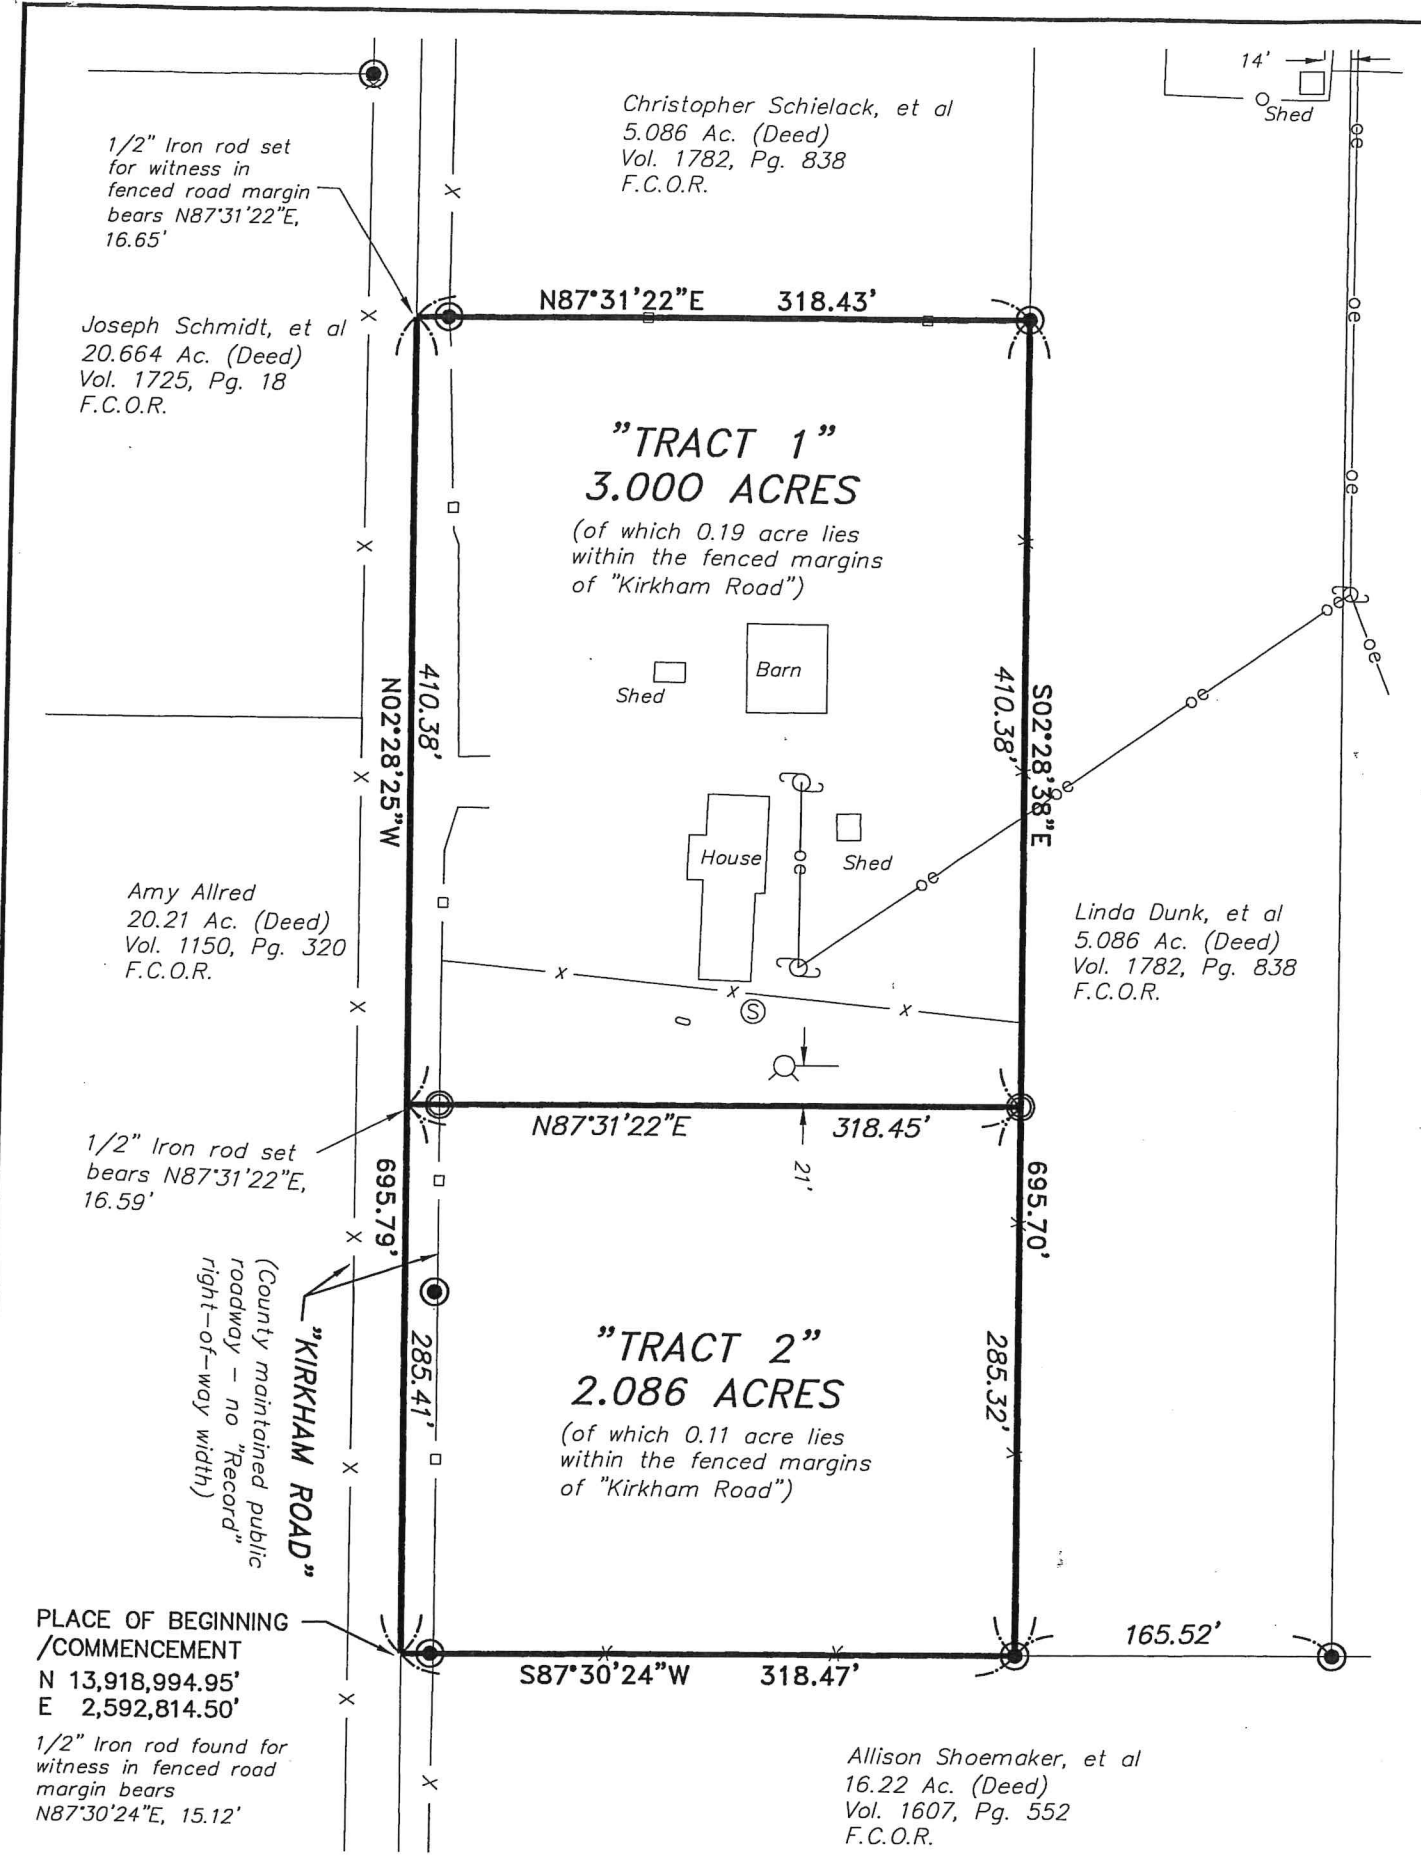 14'
Shed
Christopher Schielack, et al
5.086 Ac. (Deed)
Vol. 1782, Pg. 838
F.C.O.R.
1/2" Iron rod set
for witness in
fenced road margin
bears N87°31'22"E,
16.65'
oe
N87°31'22"E 318.43'
oe
Joseph Schmidt, et al
20.664 Ac. (Deed)
Vol. 1725, Pg. 18
F.C.O.R.
"TRACT 1"
3.000 ACRES
(of which 0.19 acre lies
within the fenced margins
of "Kirkham Road")
oe
oe
oe
Barn
Shed
410.38'
N02°28'25"W
410.38'
S02°28'38"E
oe
oe
House
oe
Shed
oe
Amy Allred
20.21 Ac. (Deed)
Vol. 1150, Pg. 320
F.C.O.R.
Linda Dunk, et al
5.086 Ac. (Deed)
Vol. 1782, Pg. 838
F.C.O.R.
S
N87°31'22"E 318.45'
21'
1/2" Iron rod set
bears N87°31'22"E,
16.59'
695.79'
695.70'
"KIRKHAM ROAD"
(County maintained public
roadway - no "Record"
right-of-way width)
285.41'
"TRACT 2"
2.086 ACRES
(of which 0.11 acre lies
within the fenced margins
of "Kirkham Road")
285.32'
PLACE OF BEGINNING
/COMMENCEMENT
N 13,918,994.95'
E 2,592,814.50'
1/2" Iron rod found for
witness in fenced road
margin bears
N87°30'24"E, 15.12'
S87°30'24"W 318.47'
165.52'
Allison Shoemaker, et al
16.22 Ac. (Deed)
Vol. 1607, Pg. 552
F.C.O.R.